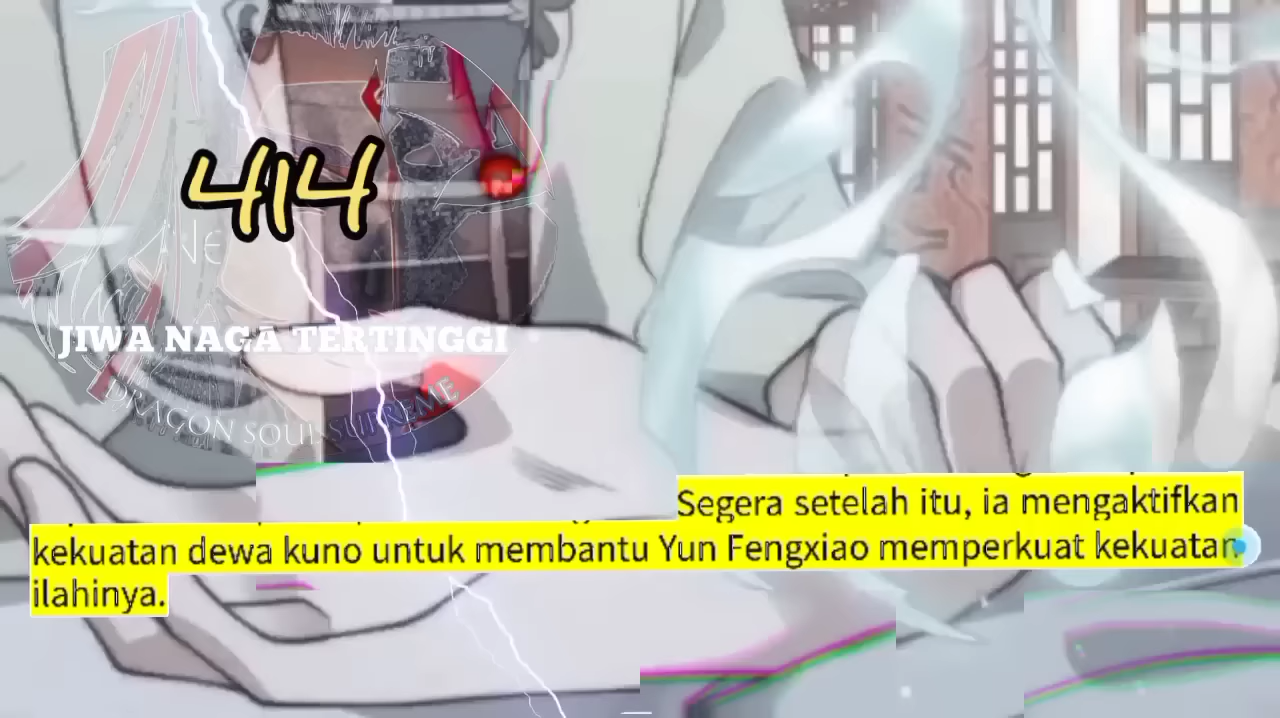 414
JIWA NAGA TERTINGGI
DRAGON SOUL SUPREME
Segera setelah itu, ia mengaktifkan
kekuatan dewa kuno untuk membantu Yun Fengxiao memperkuat kekuatan
ilahinya.